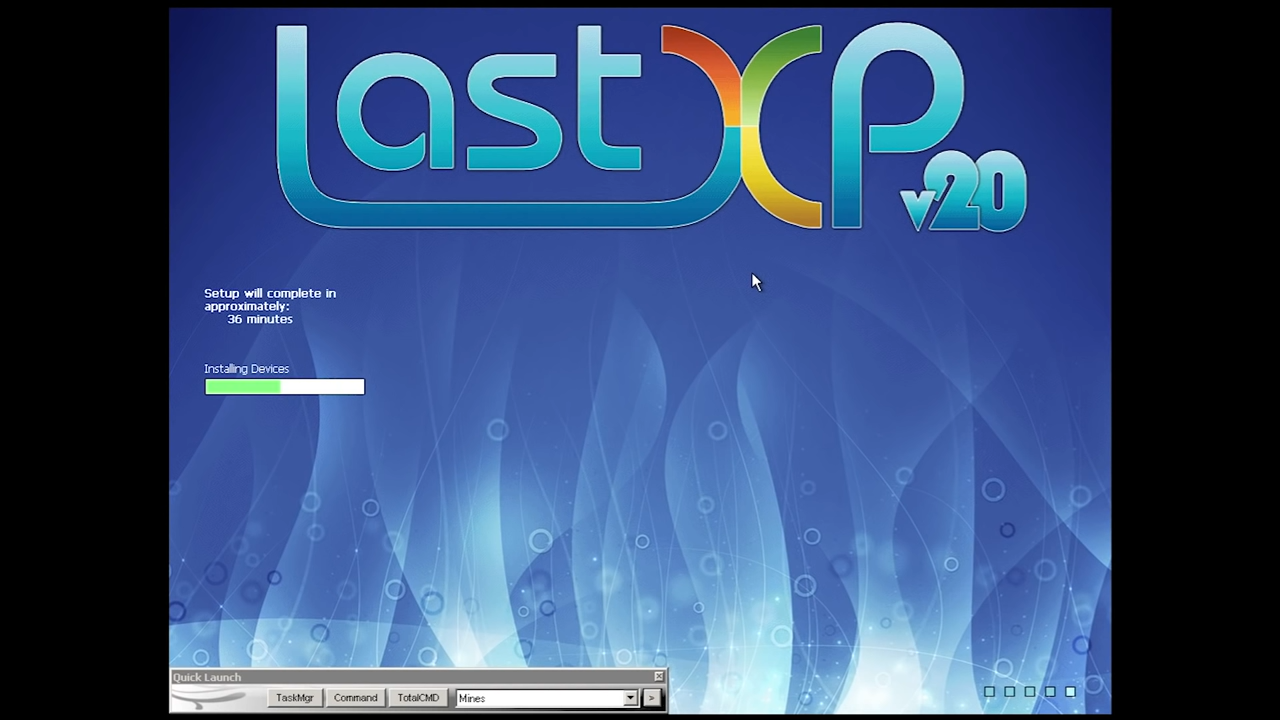 LastXP
v20
Setup will complete in
approximately:
36 minutes
Installing Devices
Quick Launch
TaskMgr
Command
TotalCMD
Mines
>